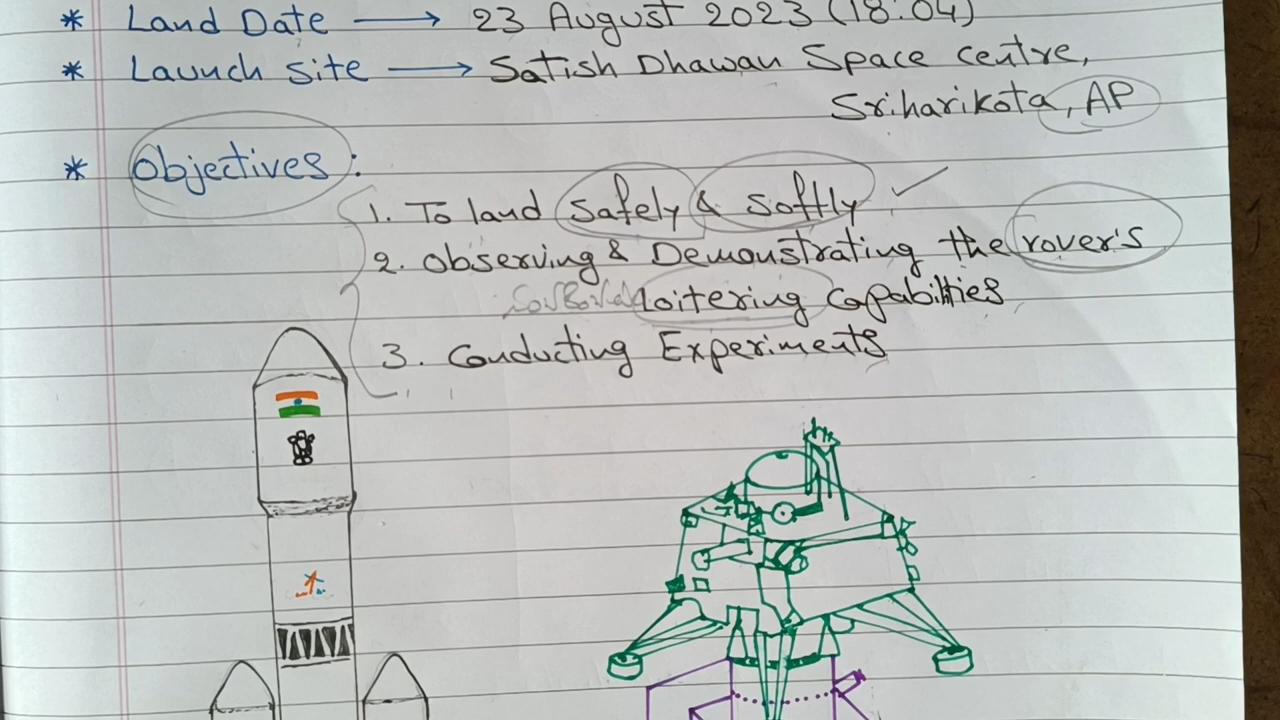 * Land Date → 23 August 2023 (18:04)
* Launch site → Satish Dhawan Space centre,
Sriharikota, AP
* Objectives:
1. To land safely & softly ✓
2. Observing & Demonstrating the rover's
Loitering Capabilities
3. Conducting Experiments